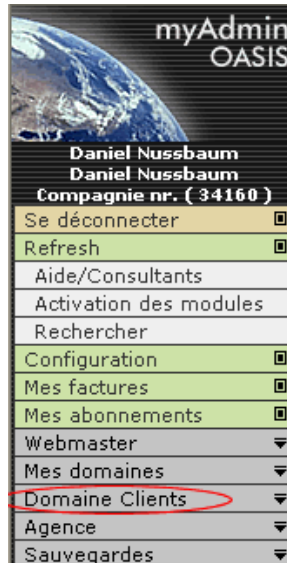 myAdmin
OASIS
Daniel Nussbaum
Daniel Nussbaum
Compagnie nr. ( 34160 )
Se déconnecter
Refresh
Aide/Consultants
Activation des modules
Rechercher
Configuration
Mes factures
Mes abonnements
Webmaster
Mes domaines
Domaine Clients
Agence
Sauvegardes